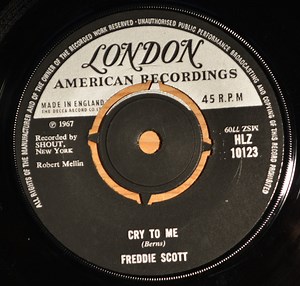 ALL RIGHTS OF THE MANUFACTURER AND OF THE OWNER OF THE RECORDED WORK RESERVED · UNAUTHORISED PUBLIC PERFORMANCE BROADCASTING AND COPYING OF THIS RECORD PROHIBITED
LONDON
AMERICAN RECORDINGS
MADE IN ENGLAND
THE DECCA RECORD CO
45 R.P.M
℗ 1967
Recorded by
SHOUT,
NEW YORK
Robert Mellin
MSZ 7709
HLZ
10123
CRY TO ME
(Berns)
FREDDIE SCOTT